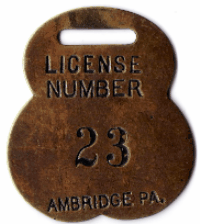 LICENSE
NUMBER
23
AMBRIDGE PA.